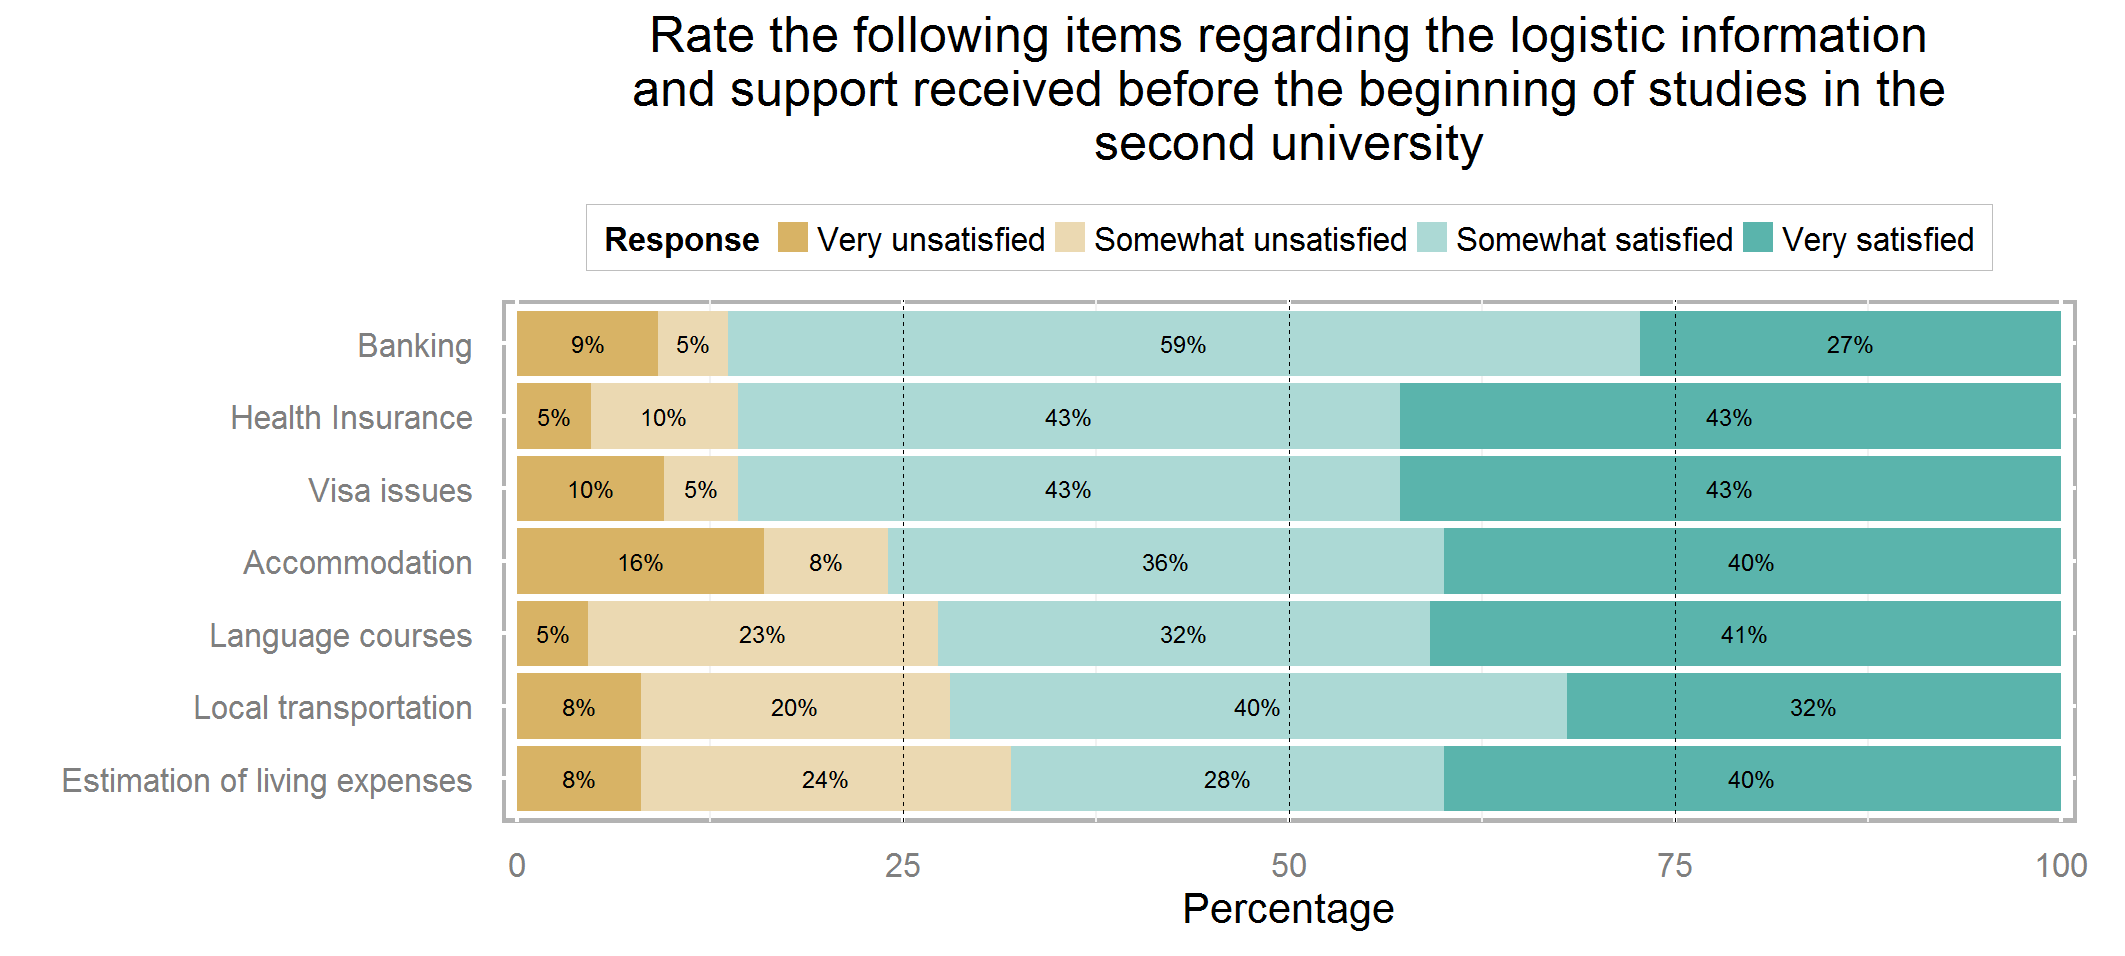 Rate the following items regarding the logistic information
and support received before the beginning of studies in the
second university
Response Very unsatisfied Somewhat unsatisfied Somewhat satisfied Very satisfied
Banking 9% 5% 59% 27%
Health Insurance 5% 10% 43% 43%
Visa issues 10% 5% 43% 43%
Accommodation 16% 8% 36% 40%
Language courses 5% 23% 32% 41%
Local transportation 8% 20% 40% 32%
Estimation of living expenses 8% 24% 28% 40%
0 25 50 75 100
Percentage